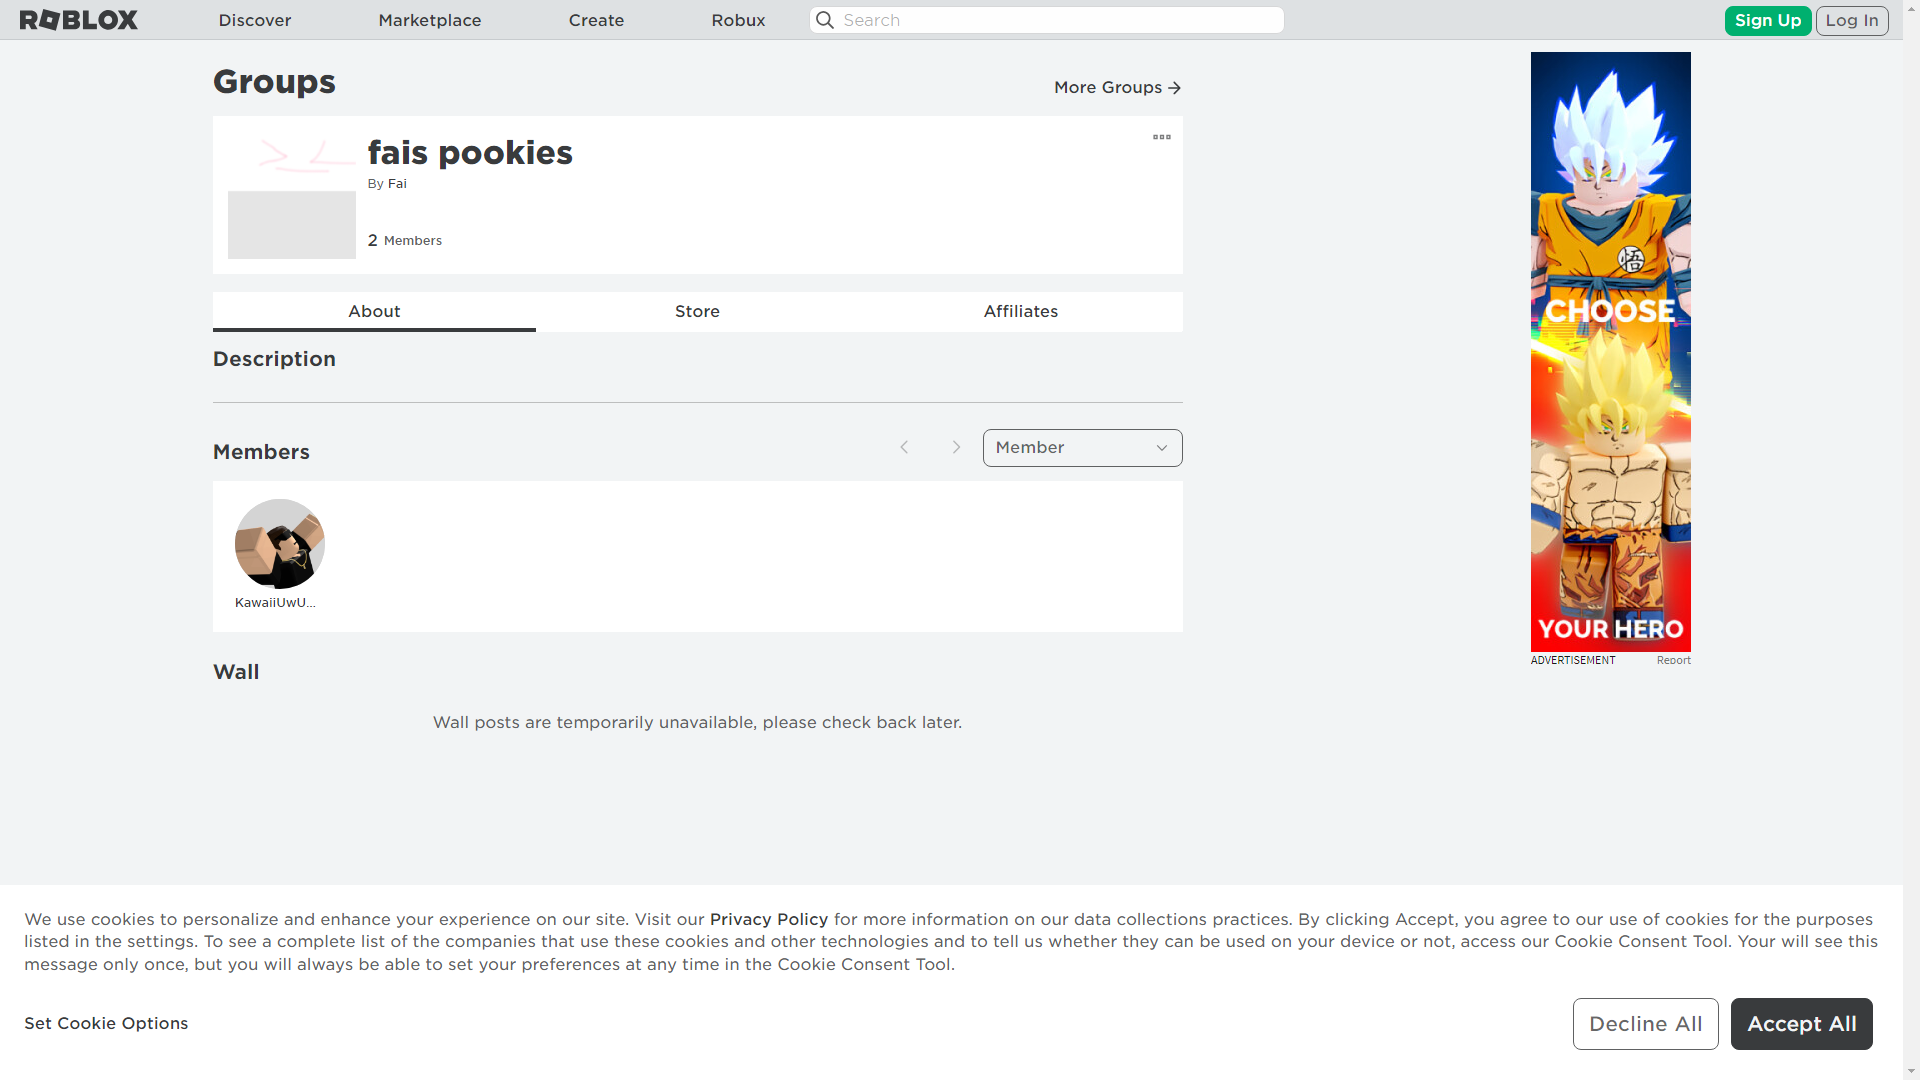 ROBLOX
Discover
Marketplace
Create
Robux
Search
Sign Up
Log In
Groups
More Groups
fais pookies
By Fai
2 Members
About
Store
Affiliates
Description
Members
Member
KawaiiUwU...
Wall
Wall posts are temporarily unavailable, please check back later.
悟
CHOOSE
YOUR HERO
ADVERTISEMENT
Report
We use cookies to personalize and enhance your experience on our site. Visit our Privacy Policy for more information on our data collections practices. By clicking Accept, you agree to our use of cookies for the purposes
listed in the settings. To see a complete list of the companies that use these cookies and other technologies and to tell us whether they can be used on your device or not, access our Cookie Consent Tool. Your will see this
message only once, but you will always be able to set your preferences at any time in the Cookie Consent Tool.
Set Cookie Options
Decline All
Accept All